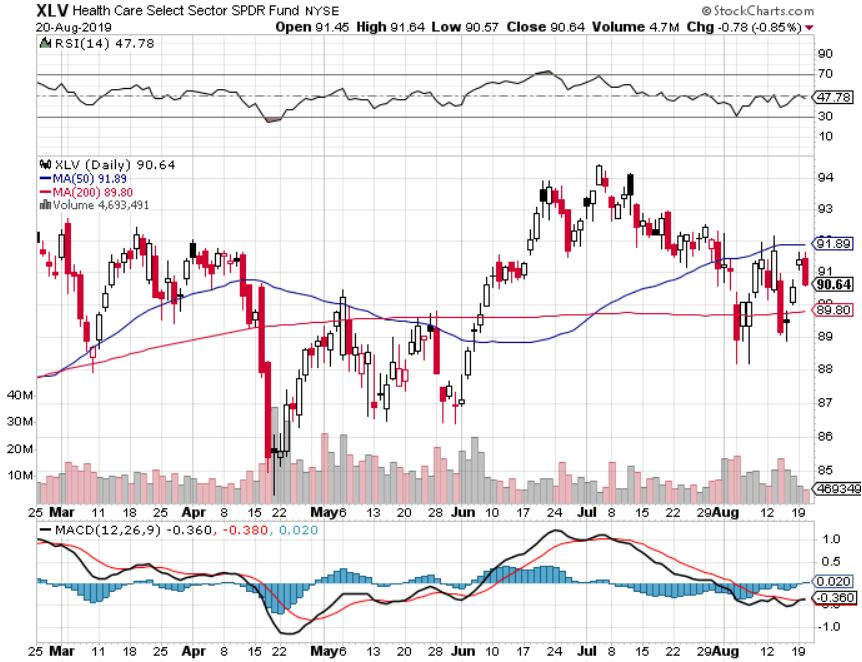 XLV Health Care Select Sector SPDR Fund NYSE © StockCharts.com
20-Aug-2019 Open 91.45 High 91.64 Low 90.57 Close 90.64 Volume 4.7M Chg -0.78 (-0.85%)
RSI(14) 47.78
90
70
47.78
30
10
XLV (Daily) 90.64
MA(50) 91.89
MA(200) 89.80
Volume 4,693,491
94
93
91.89
91
90.64
90
89.80
89
88
87
86
85
469349
40M
30M
20M
10M
25 Mar 11 18 25 Apr 8 15 22 May 6 13 20 28 Jun 10 17 24 Jul 8 15 22 29 Aug 12 19
MACD(12,26,9) -0.360, -0.380, 0.020
1.0
0.5
0.020
-0.360
-1.0
25 Mar 11 18 25 Apr 8 15 22 May 6 13 20 28 Jun 10 17 24 Jul 8 15 22 29 Aug 12 19